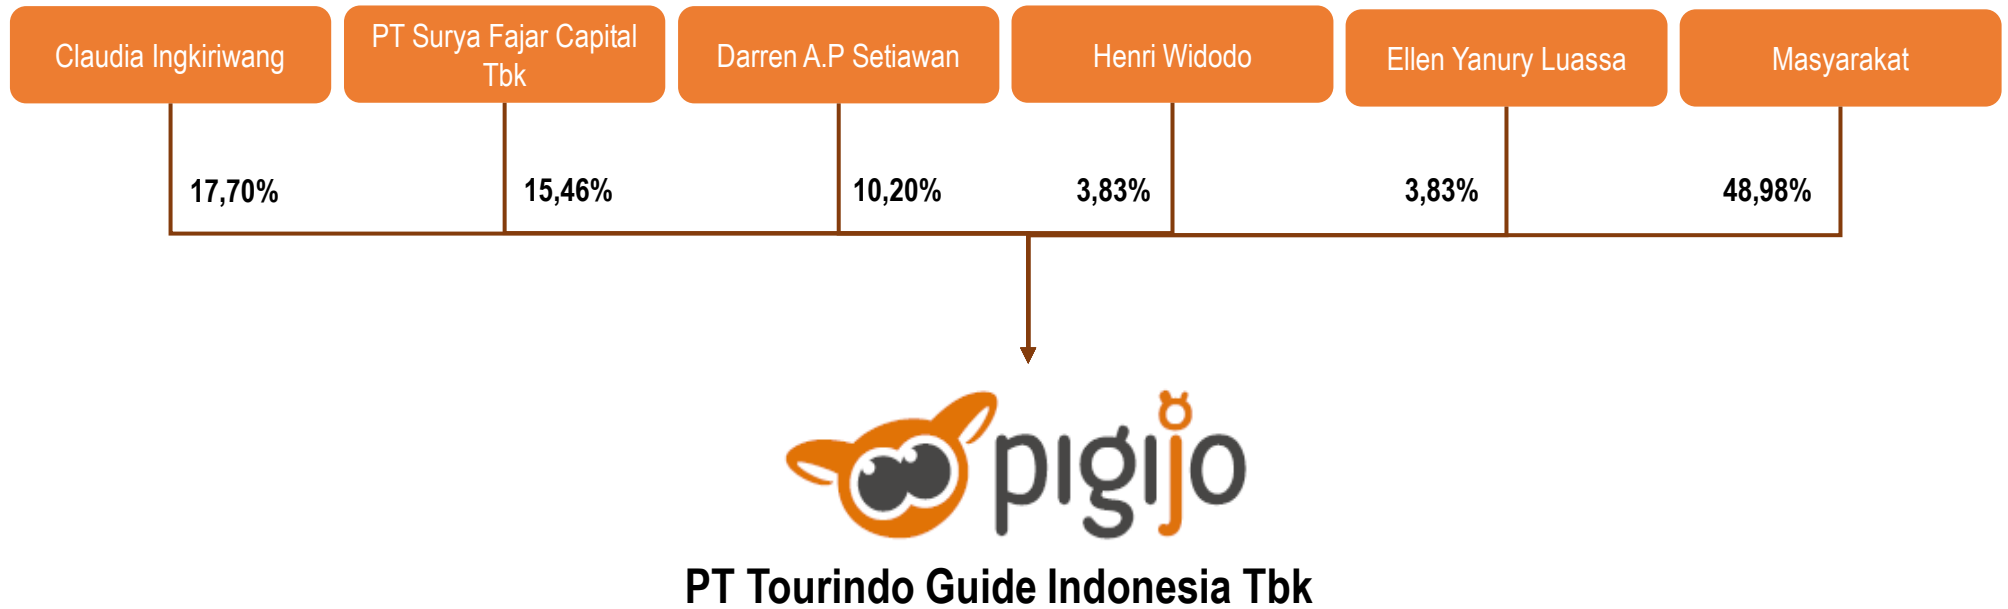 Claudia Ingkiriwang
PT Surya Fajar Capital
Tbk
Darren A.P Setiawan
Henri Widodo
Ellen Yanury Luassa
Masyarakat
17,70%
15,46%
10,20%
3,83%
3,83%
48,98%
pigijo
PT Tourindo Guide Indonesia Tbk